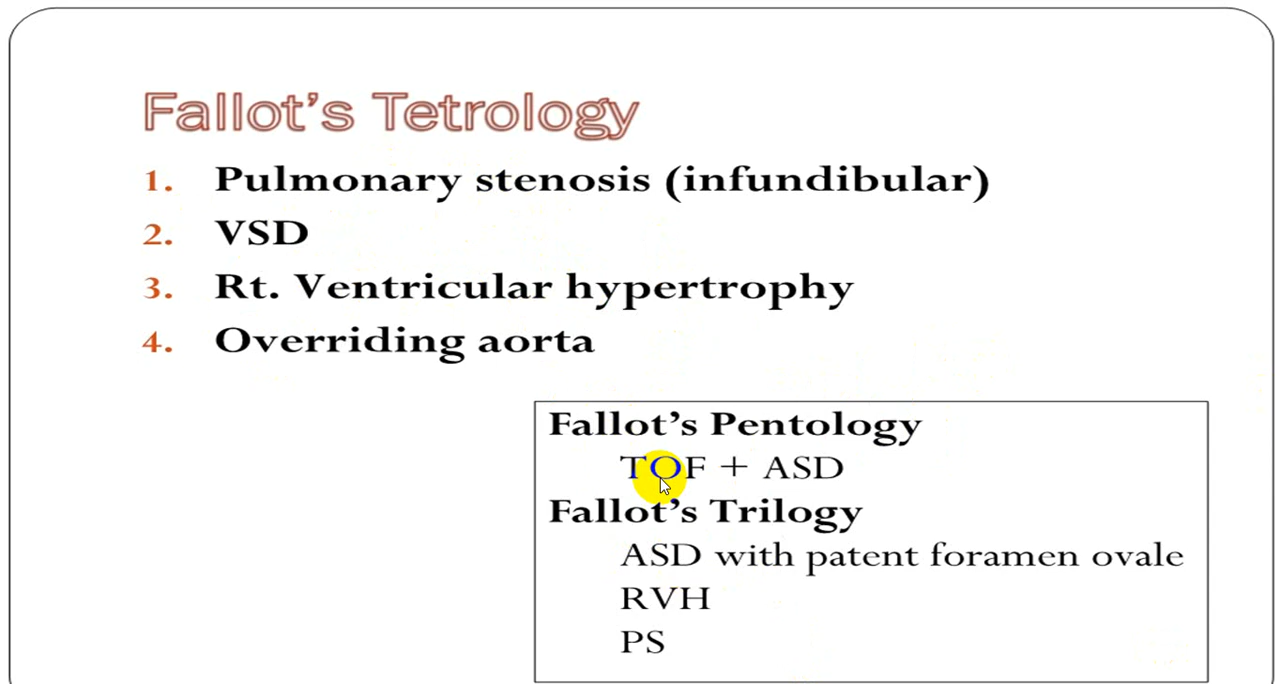 Fallot's Tetrology
1. Pulmonary stenosis (infundibular)
2. VSD
3. Rt. Ventricular hypertrophy
4. Overriding aorta
Fallot's Pentology
TOF + ASD
Fallot's Trilogy
ASD with patent foramen ovale
RVH
PS